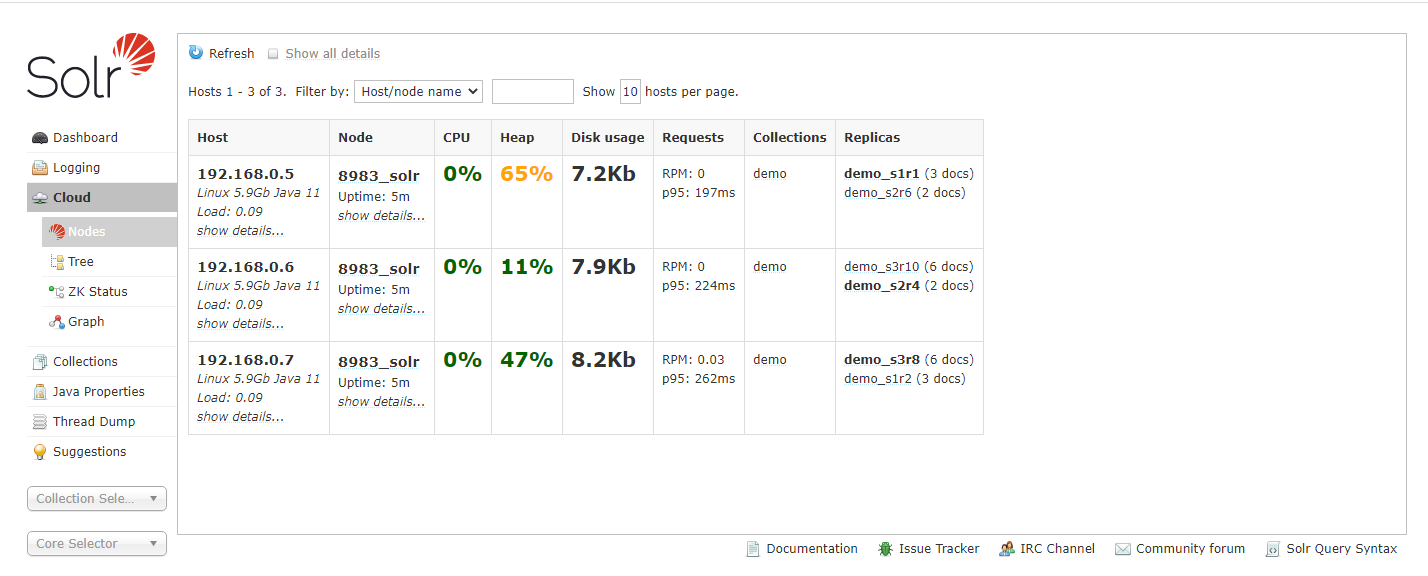 Solr
Refresh Show all details
Hosts 1 - 3 of 3. Filter by: Host/node name Show 10 hosts per page.
Dashboard
Logging
Cloud
Nodes
Tree
ZK Status
Graph
Collections
Java Properties
Thread Dump
Suggestions
Collection Sele...
Core Selector
Host Node CPU Heap Disk usage Requests Collections Replicas
192.168.0.5 8983_solr 0% 65% 7.2Kb RPM: 0 demo demo_s1r1 (3 docs)
Linux 5.9Gb Java 11 Uptime: 5m p95: 197ms demo_s2r6 (2 docs)
Load: 0.09 show details...
show details...
192.168.0.6 8983_solr 0% 11% 7.9Kb RPM: 0 demo demo_s3r10 (6 docs)
Linux 5.9Gb Java 11 Uptime: 5m p95: 224ms demo_s2r4 (2 docs)
Load: 0.09 show details...
show details...
192.168.0.7 8983_solr 0% 47% 8.2Kb RPM: 0.03 demo demo_s3r8 (6 docs)
Linux 5.9Gb Java 11 Uptime: 5m p95: 262ms demo_s1r2 (3 docs)
Load: 0.09 show details...
show details...
Documentation Issue Tracker IRC Channel Community forum Solr Query Syntax